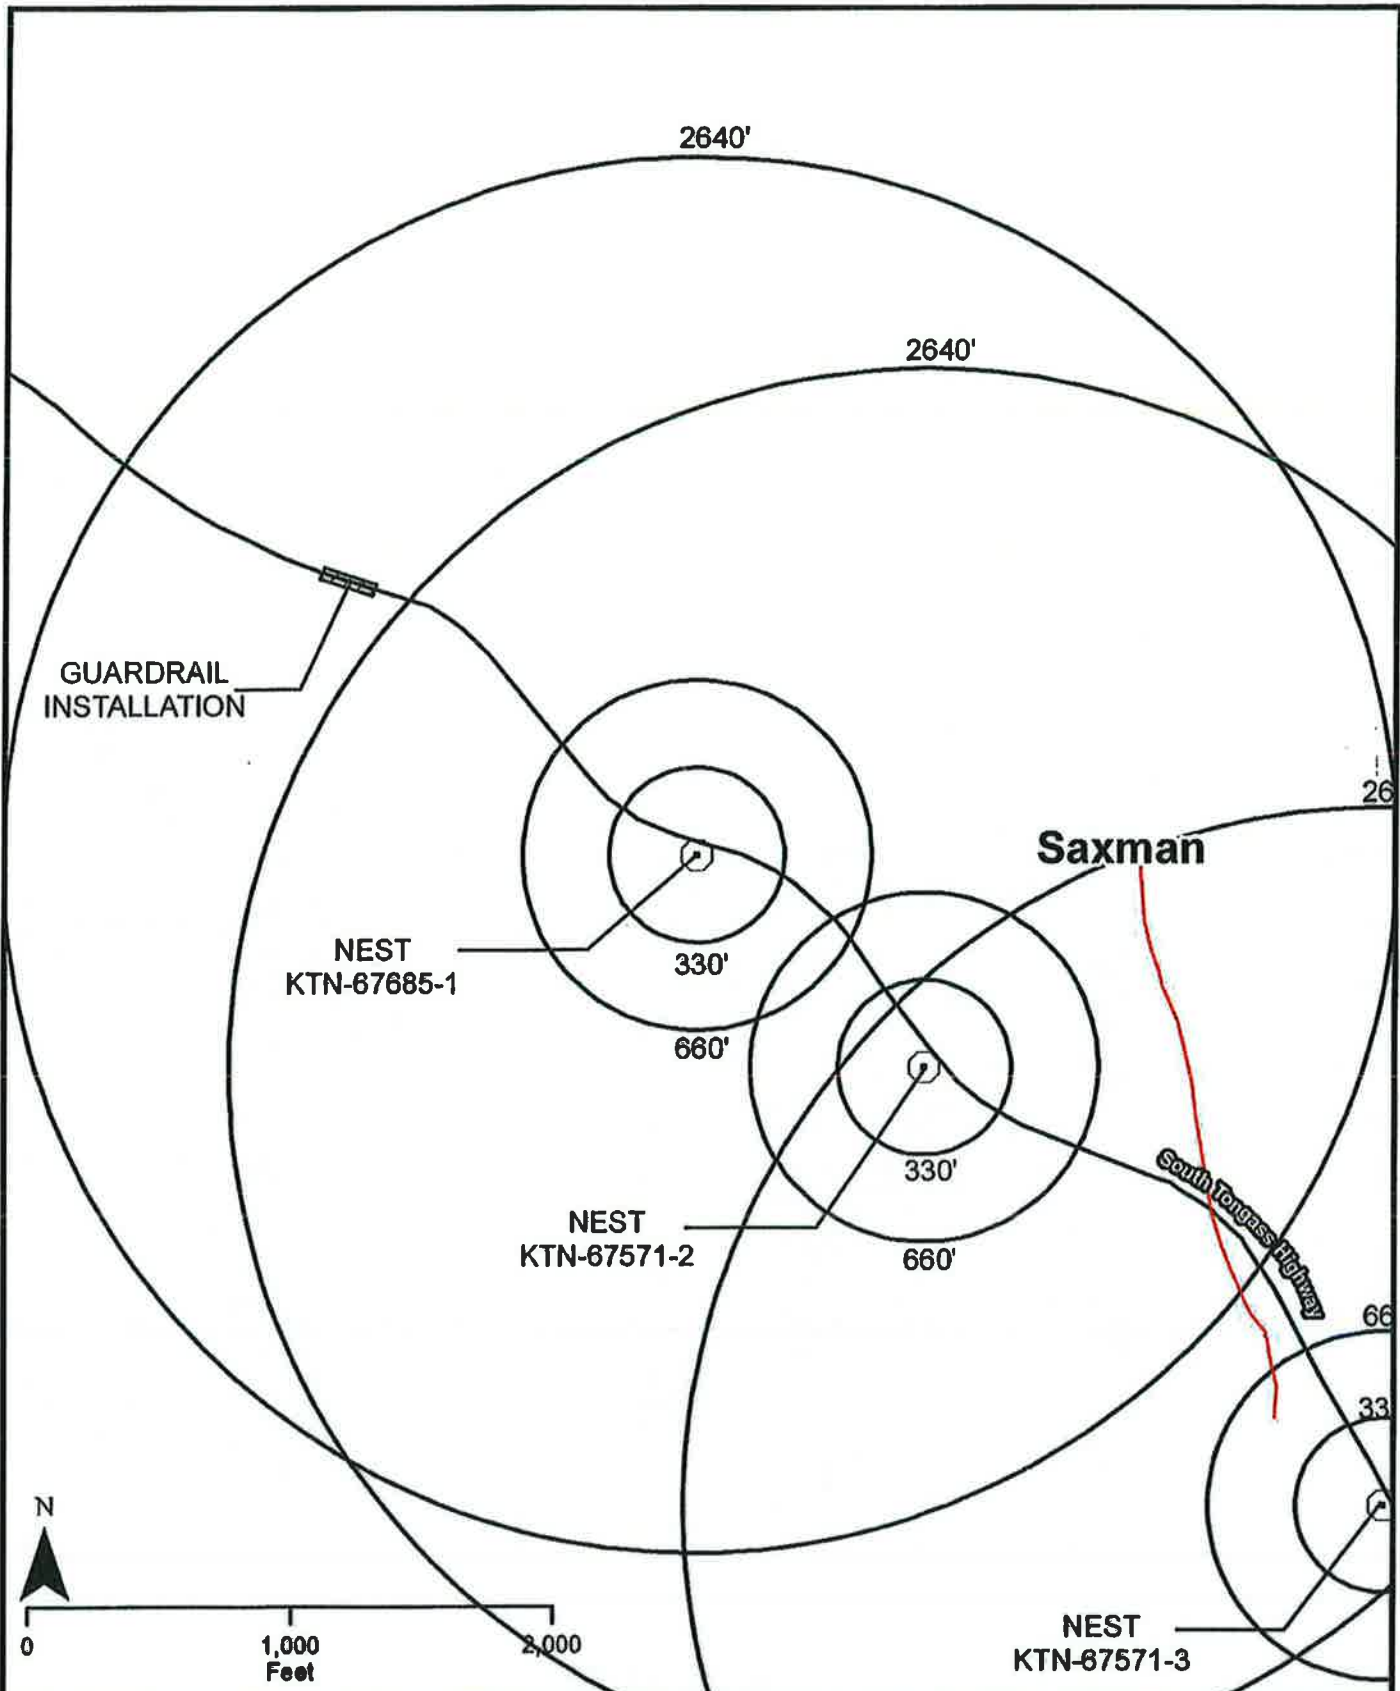 2640'
2640'
GUARDRAIL
INSTALLATION
26
Saxman
NEST
KTN-67685-1
330'
660'
South Tongass Highway
330'
NEST
KTN-67571-2
660'
66
33
N
0
1,000
2,000
Feet
NEST
KTN-67571-3